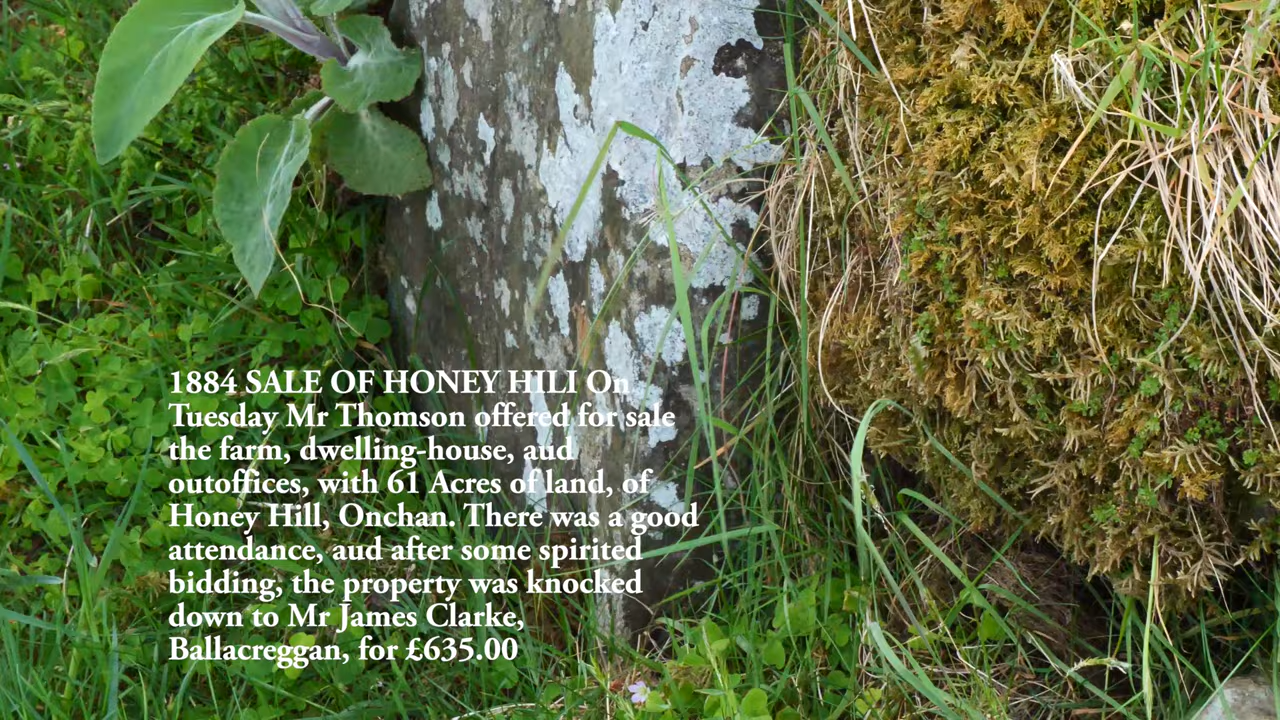 1884 SALE OF HONEY HILI On
Tuesday Mr Thomson offered for sale
the farm, dwelling-house, aud
outoffices, with 61 Acres of land, of
Honey Hill, Onchan. There was a good
attendance, aud after some spirited
bidding, the property was knocked
down to Mr James Clarke,
Ballacreggan, for £635.00